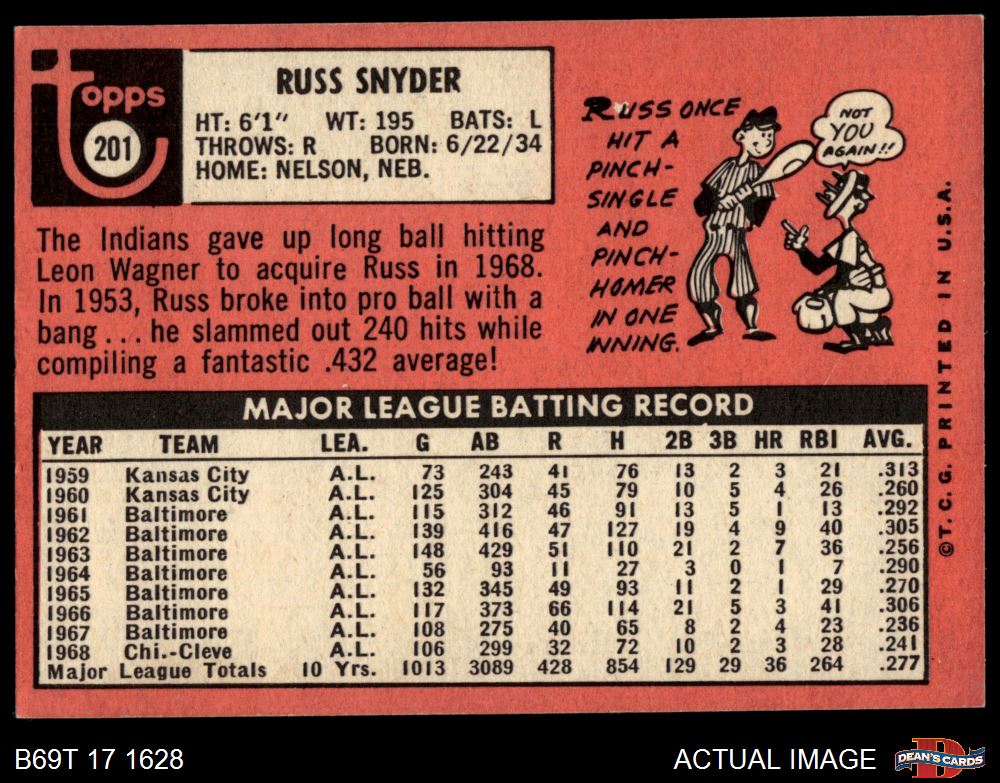 Topps
201
RUSS SNYDER
HT: 6'1" WT: 195 BATS: L
THROWS: R BORN: 6/22/34
HOME: NELSON, NEB.
The Indians gave up long ball hitting
Leon Wagner to acquire Russ in 1968.
In 1953, Russ broke into pro ball with a
bang... he slammed out 240 hits while
compiling a fantastic .432 average!
RUSS ONCE
HIT A
PINCH-
SINGLE
AND
PINCH-
HOMER
IN ONE
INNING.
NOT
YOU
AGAIN!!
©T. C. G. PRINTED IN U.S.A.
MAJOR LEAGUE BATTING RECORD
YEAR TEAM LEA. G AB R H 2B 3B HR RBI AVG.
1959 Kansas City A.L. 73 243 41 76 13 2 3 21 .313
1960 Kansas City A.L. 125 304 45 79 10 5 4 26 .260
1961 Baltimore A.L. 115 312 46 91 13 5 1 13 .292
1962 Baltimore A.L. 139 416 47 127 19 4 9 40 .305
1963 Baltimore A.L. 148 429 51 110 21 2 7 36 .256
1964 Baltimore A.L. 56 93 11 27 3 0 1 7 .290
1965 Baltimore A.L. 132 345 49 93 11 2 1 29 .270
1966 Baltimore A.L. 117 373 66 114 21 5 3 41 .306
1967 Baltimore A.L. 108 275 40 65 8 2 4 23 .236
1968 Chi.-Cleve A.L. 106 299 32 72 10 2 3 28 .241
Major League Totals 10 Yrs. 1013 3089 428 854 129 29 36 264 .277
B69T 17 1628
ACTUAL IMAGE
D
DEAN'S CARDS